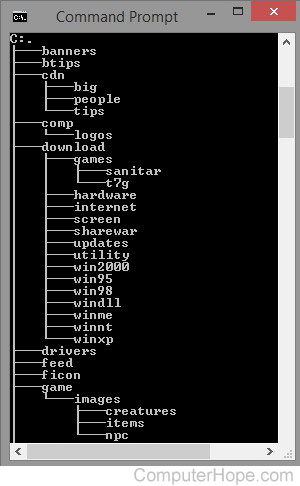 Command Prompt
C:.
banners
btips
cdn
big
people
tips
comp
logos
download
games
sanitar
t7g
hardware
internet
screen
sharewar
updates
utility
win2000
win95
win98
windll
winme
winnt
winxp
drivers
feed
ficon
game
images
creatures
items
npc
ComputerHope.com